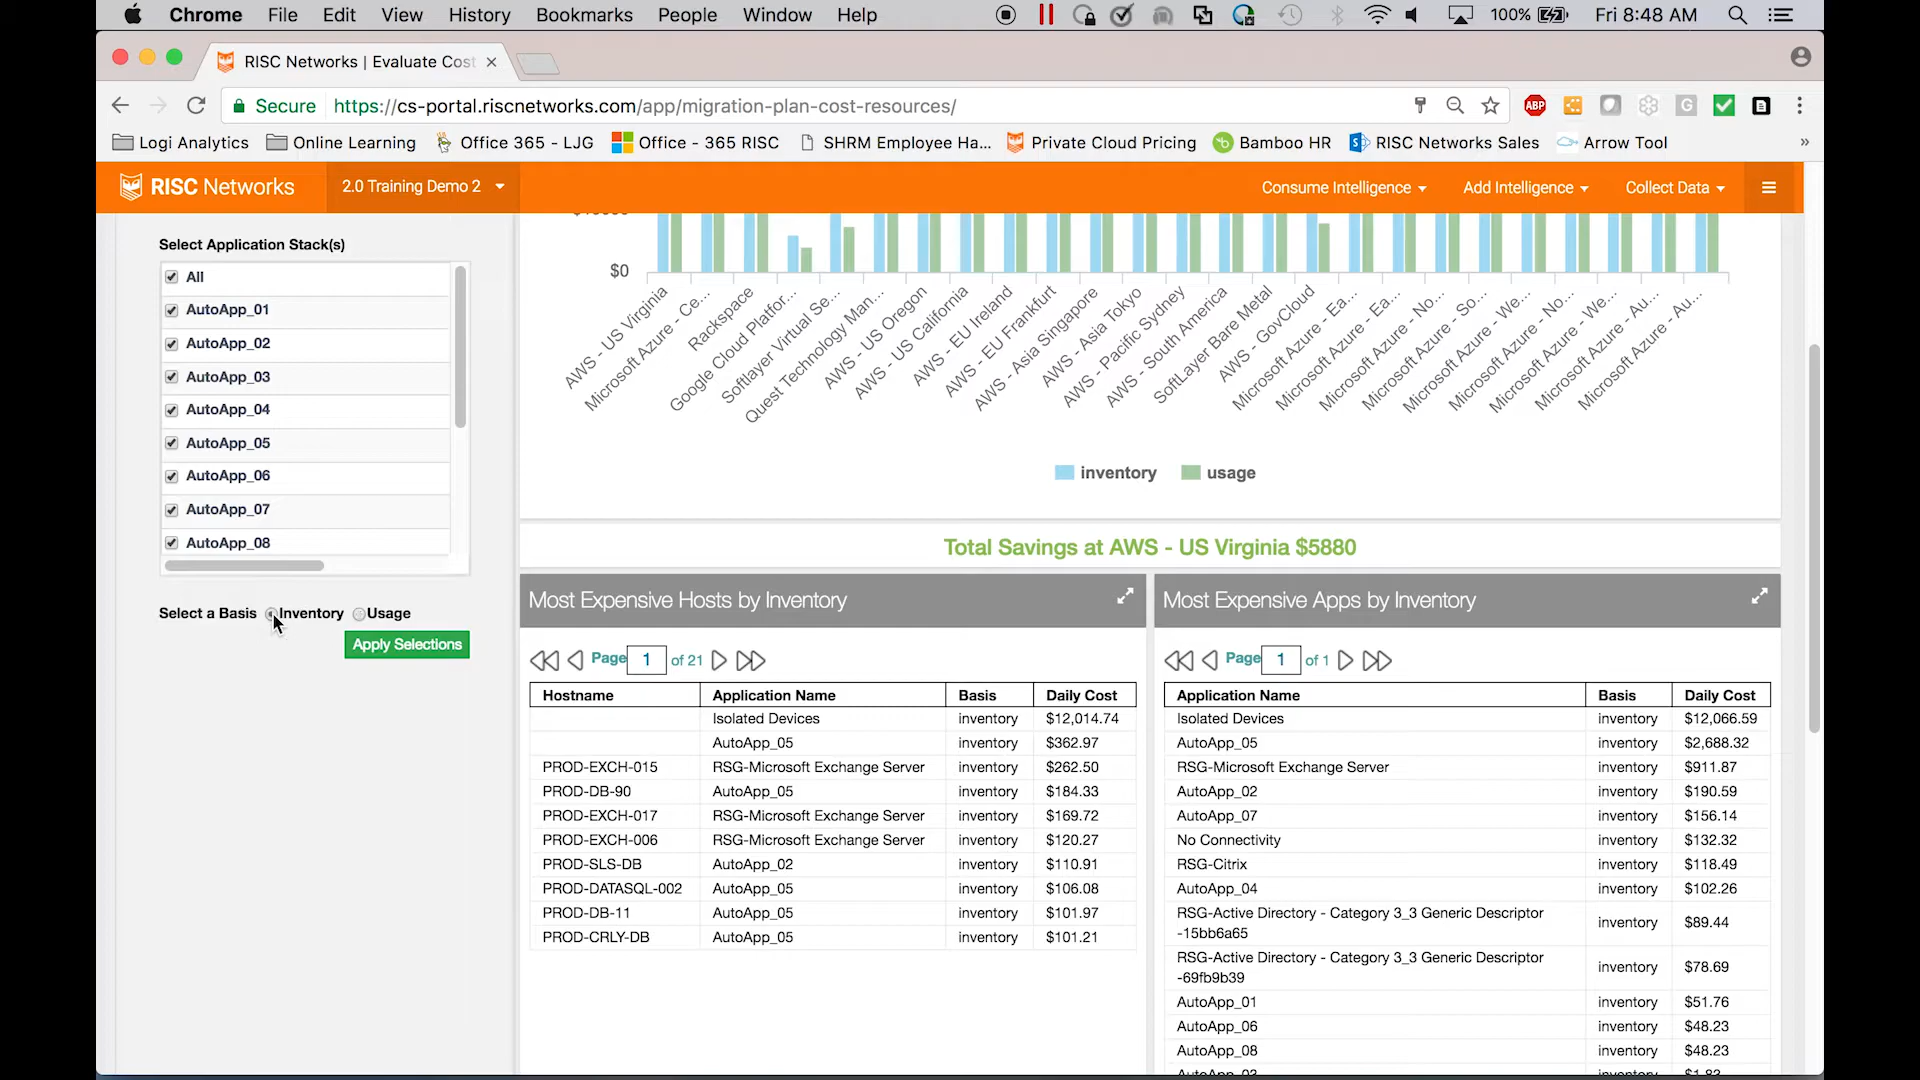 Chrome File Edit View History Bookmarks People Window Help 100% Fri 8:48 AM
RISC Networks | Evaluate Cost
Secure https://cs-portal.riscnetworks.com/app/migration-plan-cost-resources/ ABP G
Logi Analytics Online Learning Office 365 - LJG Office - 365 RISC SHRM Employee Ha... Private Cloud Pricing Bamboo HR RISC Networks Sales Arrow Tool »
RISC Networks 2.0 Training Demo 2 Consume Intelligence Add Intelligence Collect Data
Select Application Stack(s)
All
AutoApp_01
AutoApp_02
AutoApp_03
AutoApp_04
AutoApp_05
AutoApp_06
AutoApp_07
AutoApp_08
Select a Basis Inventory Usage
Apply Selections
$0
AWS - US Virginia
Microsoft Azure - Ce...
Rackspace
Google Cloud Platfor...
Softlayer Virtual Se...
Quest Technology Man...
AWS - US Oregon
AWS - US California
AWS - EU Ireland
AWS - EU Frankfurt
AWS - Asia Singapore
AWS - Asia Tokyo
AWS - Pacific Sydney
AWS - South America
SoftLayer Bare Metal
AWS - GovCloud
Microsoft Azure - Ea...
Microsoft Azure - Ea...
Microsoft Azure - No...
Microsoft Azure - So...
Microsoft Azure - We...
Microsoft Azure - No...
Microsoft Azure - We...
Microsoft Azure - Au...
Microsoft Azure - Au...
inventory usage
Total Savings at AWS - US Virginia $5880
Most Expensive Hosts by Inventory
Page 1 of 21
Hostname Application Name Basis Daily Cost
Isolated Devices inventory $12,014.74
AutoApp_05 inventory $362.97
PROD-EXCH-015 RSG-Microsoft Exchange Server inventory $262.50
PROD-DB-90 AutoApp_05 inventory $184.33
PROD-EXCH-017 RSG-Microsoft Exchange Server inventory $169.72
PROD-EXCH-006 RSG-Microsoft Exchange Server inventory $120.27
PROD-SLS-DB AutoApp_02 inventory $110.91
PROD-DATASQL-002 AutoApp_05 inventory $106.08
PROD-DB-11 AutoApp_05 inventory $101.97
PROD-CRLY-DB AutoApp_05 inventory $101.21
Most Expensive Apps by Inventory
Page 1 of 1
Application Name Basis Daily Cost
Isolated Devices inventory $12,066.59
AutoApp_05 inventory $2,688.32
RSG-Microsoft Exchange Server inventory $911.87
AutoApp_02 inventory $190.59
AutoApp_07 inventory $156.14
No Connectivity inventory $132.32
RSG-Citrix inventory $118.49
AutoApp_04 inventory $102.26
RSG-Active Directory - Category 3_3 Generic Descriptor
-15bb6a65 inventory $89.44
RSG-Active Directory - Category 3_3 Generic Descriptor
-69fb9b39 inventory $78.69
AutoApp_01 inventory $51.76
AutoApp_06 inventory $48.23
AutoApp_08 inventory $48.23